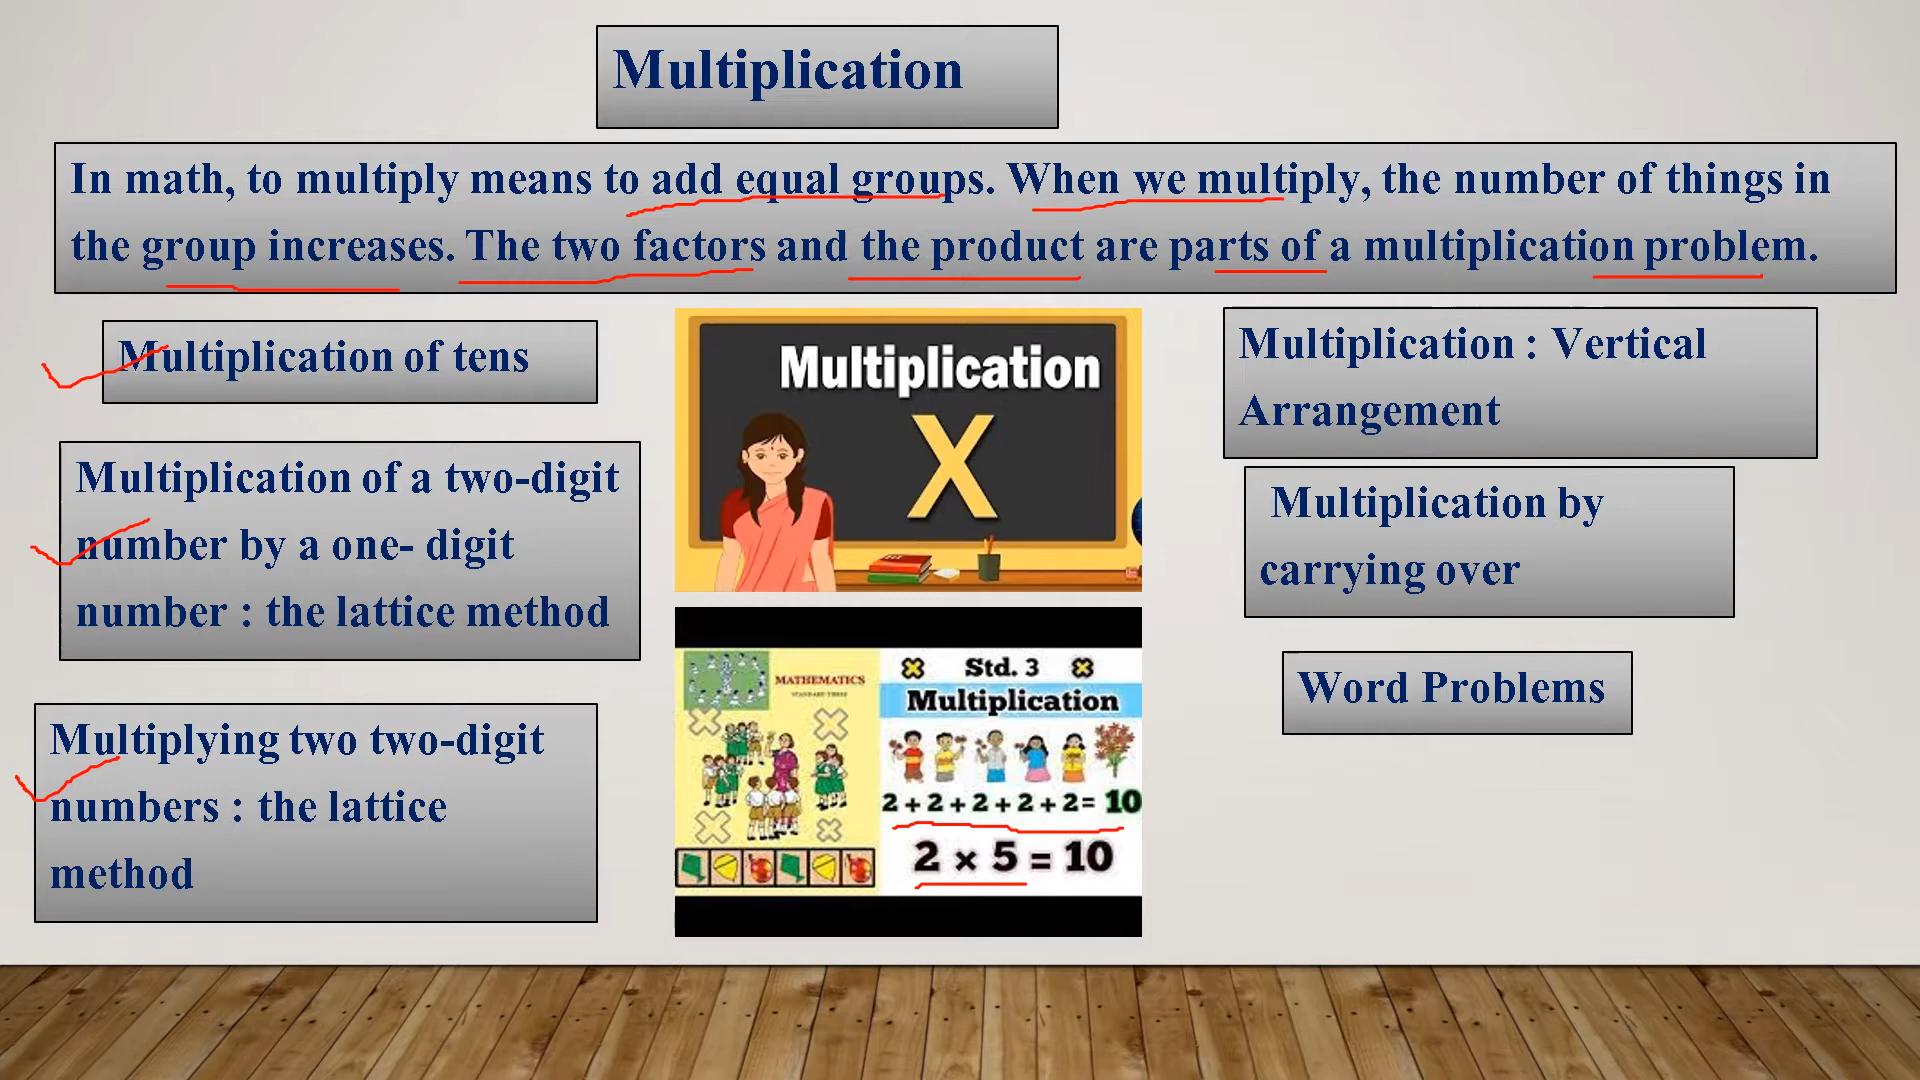 Multiplication
In math, to multiply means to add equal groups. When we multiply, the number of things in
the group increases. The two factors and the product are parts of a multiplication problem.
Multiplication of tens
Multiplication of a two-digit
number by a one- digit
number : the lattice method
Multiplying two two-digit
numbers : the lattice
method
Multiplication
X
MATHEMATICS
STANDARD THREE
Std. 3
Multiplication
2 + 2 + 2 + 2 + 2 = 10
2 × 5 = 10
Multiplication : Vertical
Arrangement
Multiplication by
carrying over
Word Problems